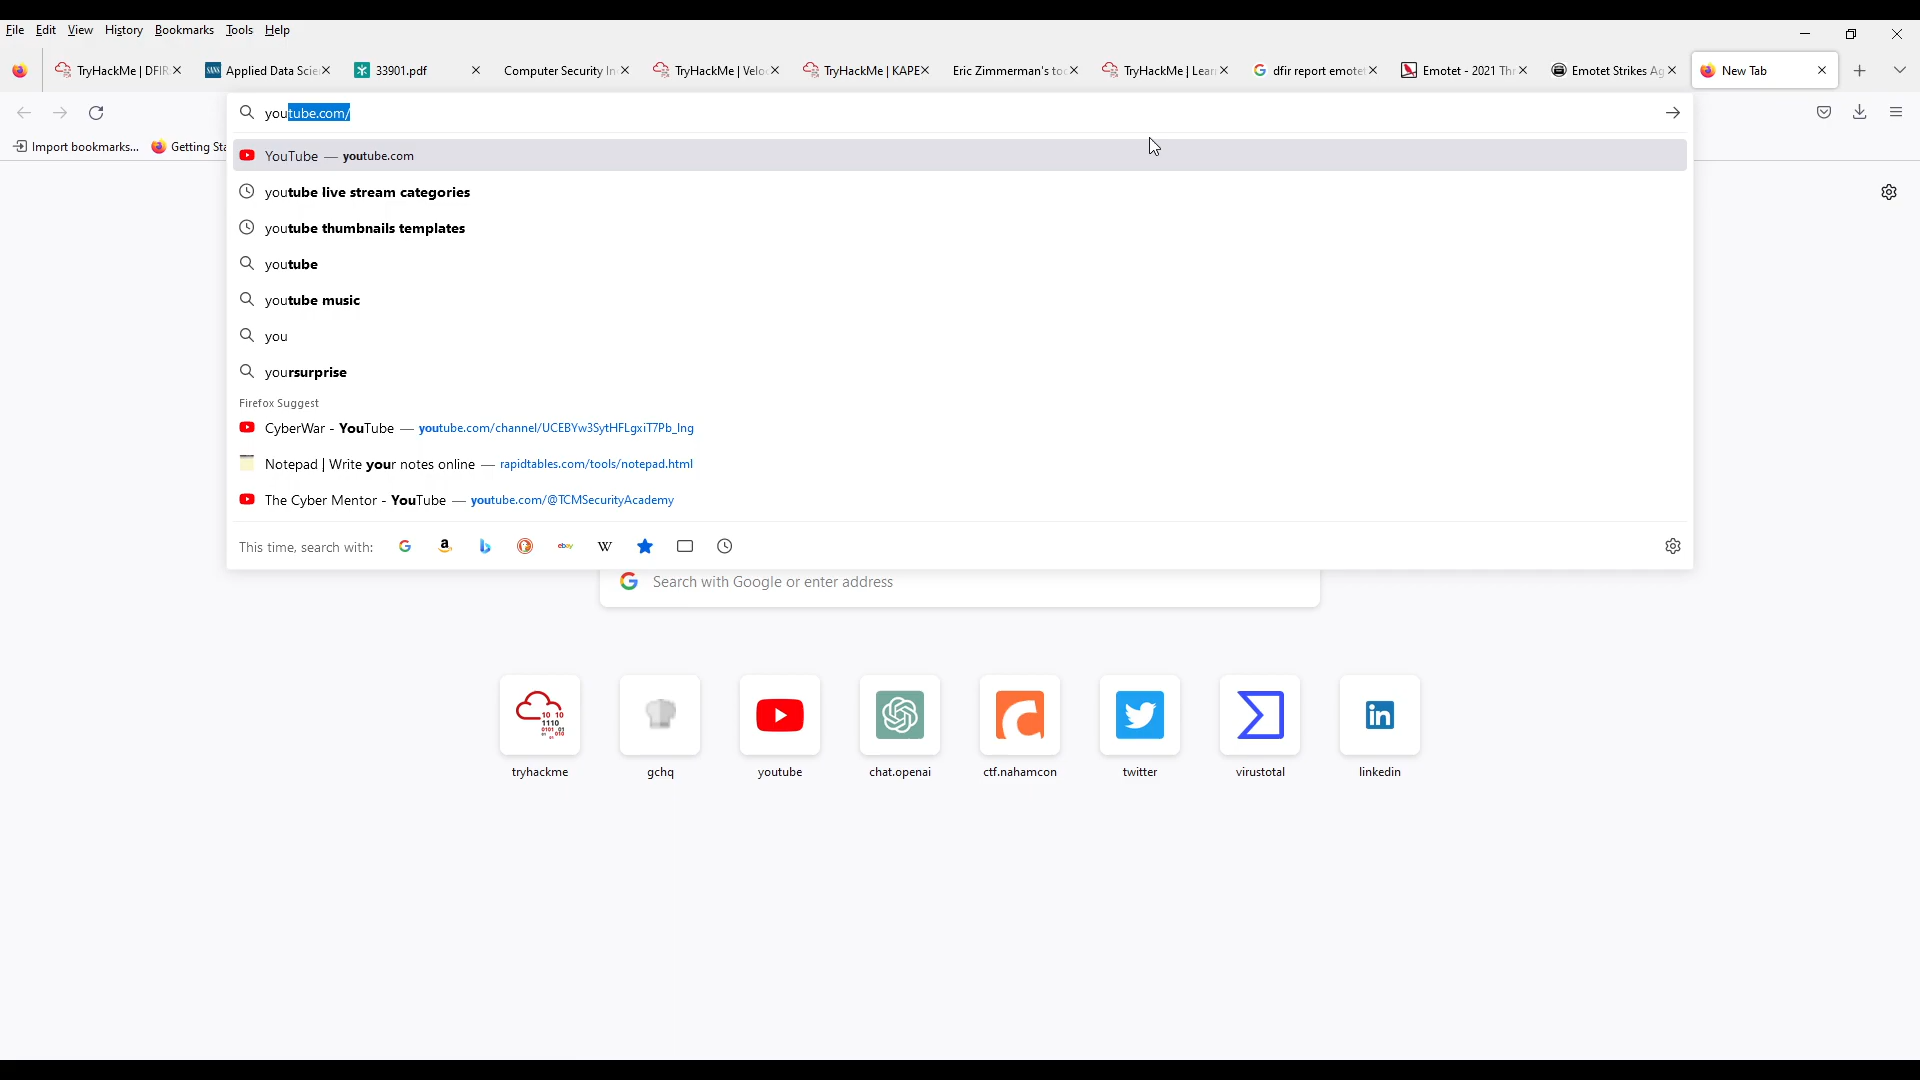 File Edit View History Bookmarks Tools Help
TryHackMe | DFIR Applied Data Scie 33901.pdf Computer Security In TryHackMe | Velo TryHackMe | KAPE Eric Zimmerman's to TryHackMe | Lear dfir report emotet Emotet - 2021 Thr Emotet Strikes Ag New Tab
youtube.com/
Import bookmarks... Getting Sta
YouTube — youtube.com
youtube live stream categories
youtube thumbnails templates
youtube
youtube music
you
yoursurprise
Firefox Suggest
CyberWar - YouTube — youtube.com/channel/UCEBYw3SytHFLgxiT7Pb_Ing
Notepad | Write your notes online — rapidtables.com/tools/notepad.html
The Cyber Mentor - YouTube — youtube.com/@TCMSecurityAcademy
This time, search with:
Search with Google or enter address
tryhackme gchq youtube chat.openai ctf.nahamcon twitter virustotal linkedin